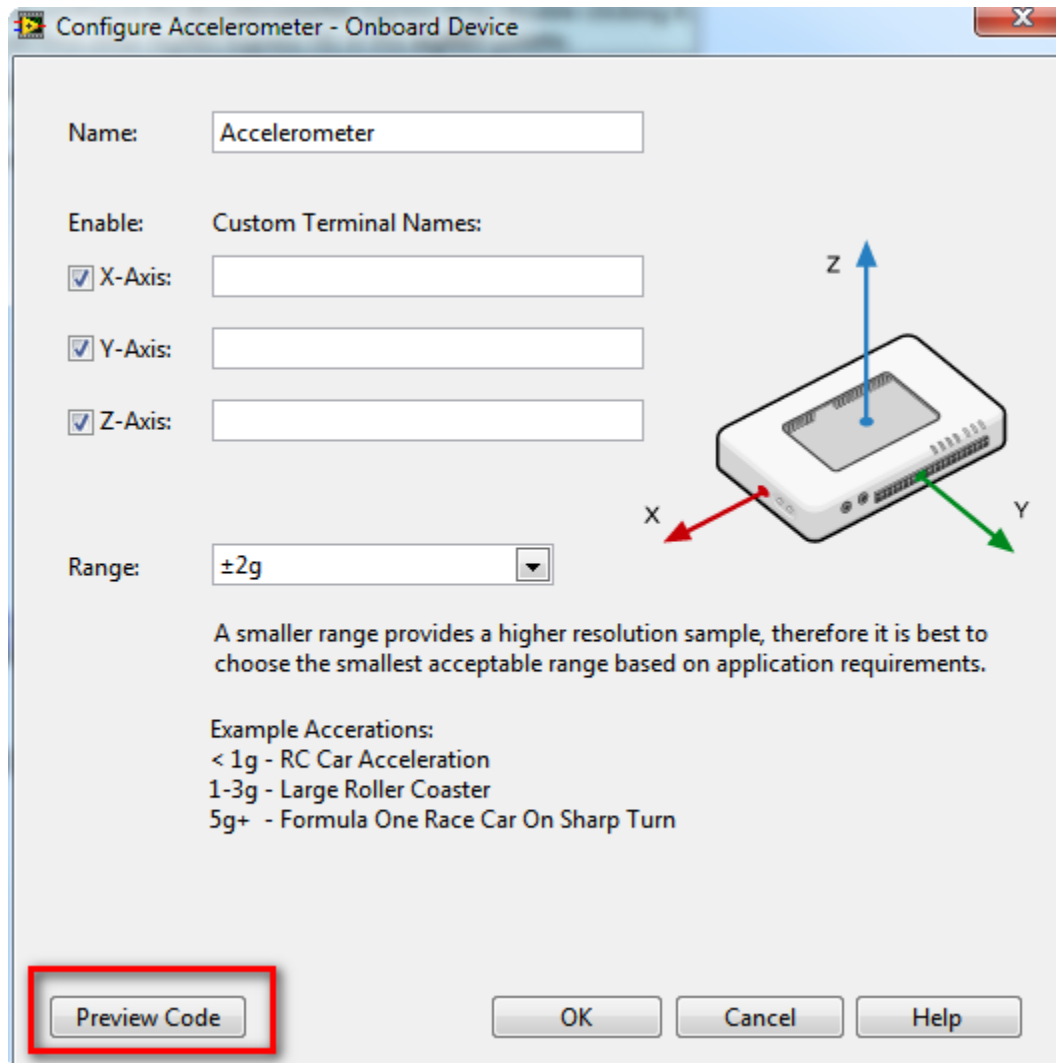 Configure Accelerometer - Onboard Device
Name: Accelerometer
Enable: Custom Terminal Names:
X-Axis:
Y-Axis:
Z-Axis:
Z
X
Y
Range: ±2g
A smaller range provides a higher resolution sample, therefore it is best to
choose the smallest acceptable range based on application requirements.
Example Accerations:
< 1g - RC Car Acceleration
1-3g - Large Roller Coaster
5g+ - Formula One Race Car On Sharp Turn
Preview Code OK Cancel Help